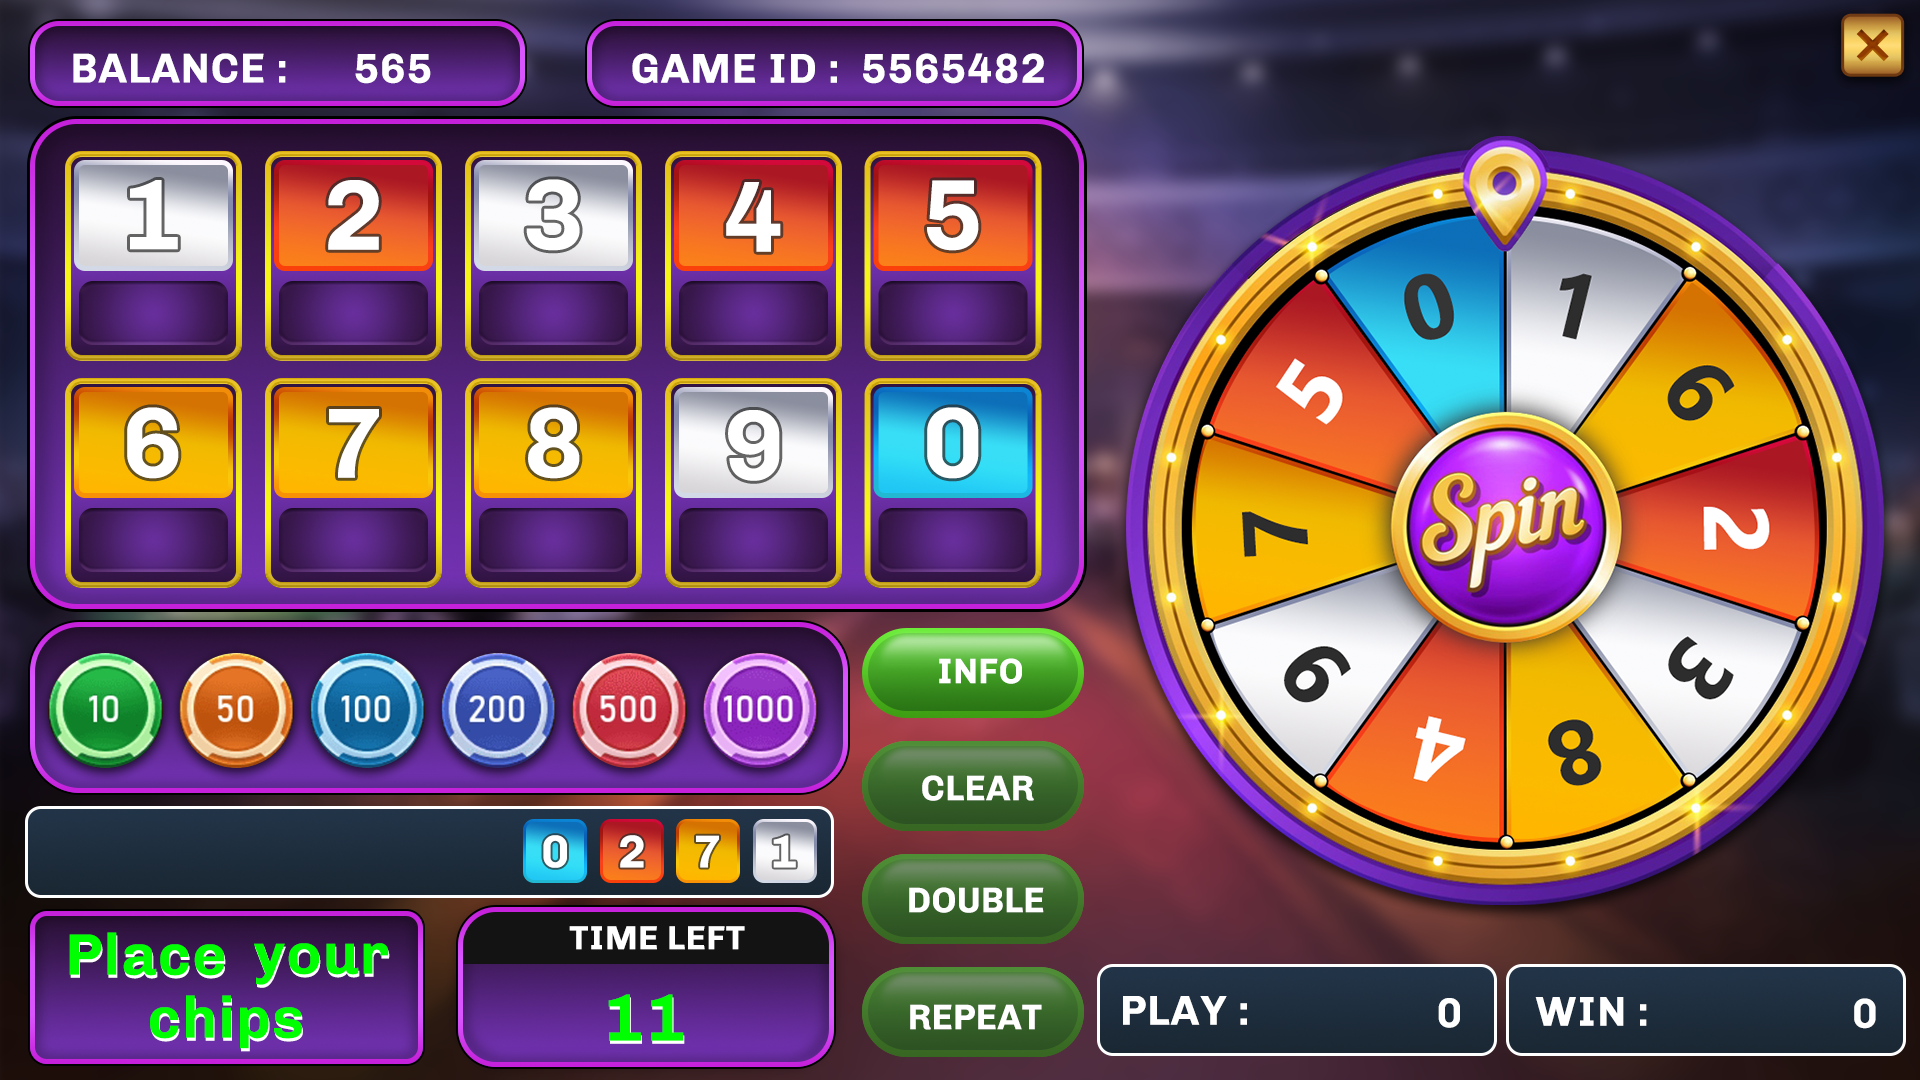 BALANCE : 565
GAME ID : 5565482
1 2 3 4 5
6 7 8 9 0
10 50 100 200 500 1000
0 2 7 1
Place your
chips
TIME LEFT
11
INFO
CLEAR
DOUBLE
REPEAT
0 1 6 2 3 8 4 9 7 5
Spin
PLAY : 0
WIN : 0